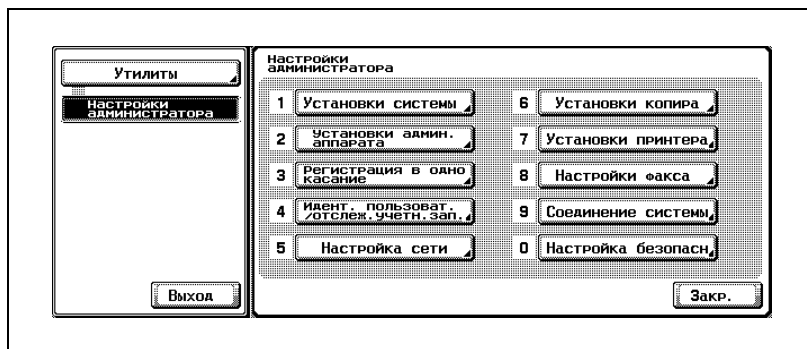 Утилиты
Настройки
администратора
Выход
Настройки
администратора
1 Установки системы
2 Установки админ.
аппарата
3 Регистрация в одно
касание
4 Идент. пользоват.
/отслеж.учетн.зап.
5 Настройка сети
6 Установки копира
7 Установки принтера
8 Настройки факса
9 Соединение системы
0 Настройка безопасн
Закр.